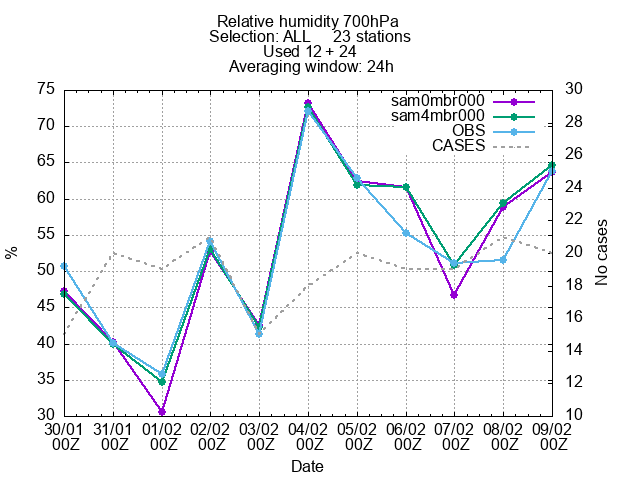 Relative humidity 700hPa
Selection: ALL 23 stations
Used 12 + 24
Averaging window: 24h
75 30
70 28
65 26
60 24
55 22
50 20
45 18
40 16
35 14
30 12
10
sam0mbr000
sam4mbr000
OBS
CASES
%
No cases
30/01 31/01 01/02 02/02 03/02 04/02 05/02 06/02 07/02 08/02 09/02
00Z 00Z 00Z 00Z 00Z 00Z 00Z 00Z 00Z 00Z 00Z
Date